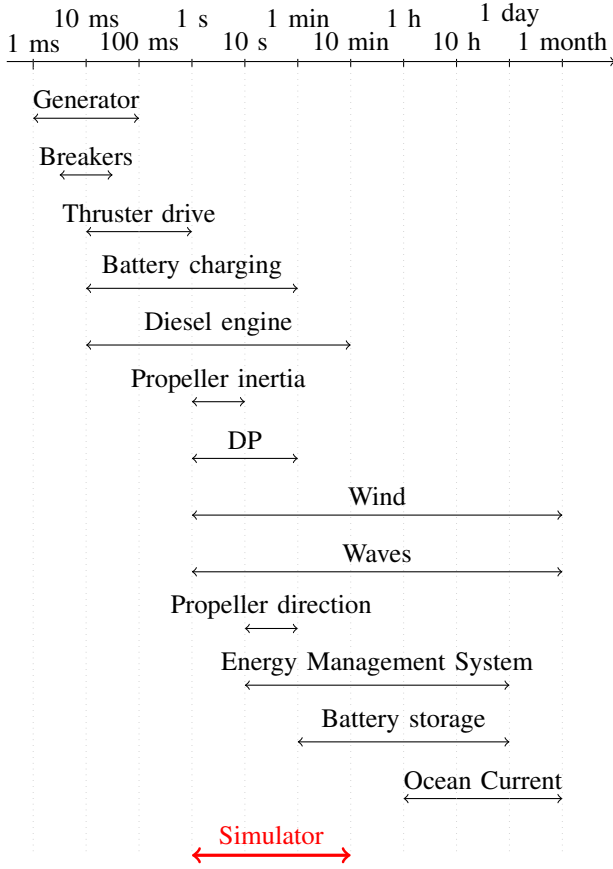 10 ms 1 s 1 min 1 h 1 day
1 ms 100 ms 10 s 10 min 10 h 1 month
Generator
Breakers
Thruster drive
Battery charging
Diesel engine
Propeller inertia
DP
Wind
Waves
Propeller direction
Energy Management System
Battery storage
Ocean Current
Simulator